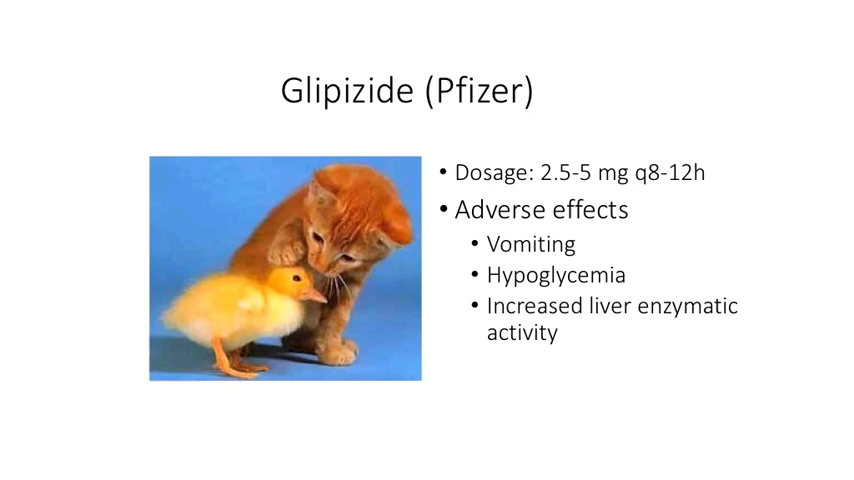 Glipizide (Pfizer)
• Dosage: 2.5-5 mg q8-12h
• Adverse effects
• Vomiting
• Hypoglycemia
• Increased liver enzymatic
activity